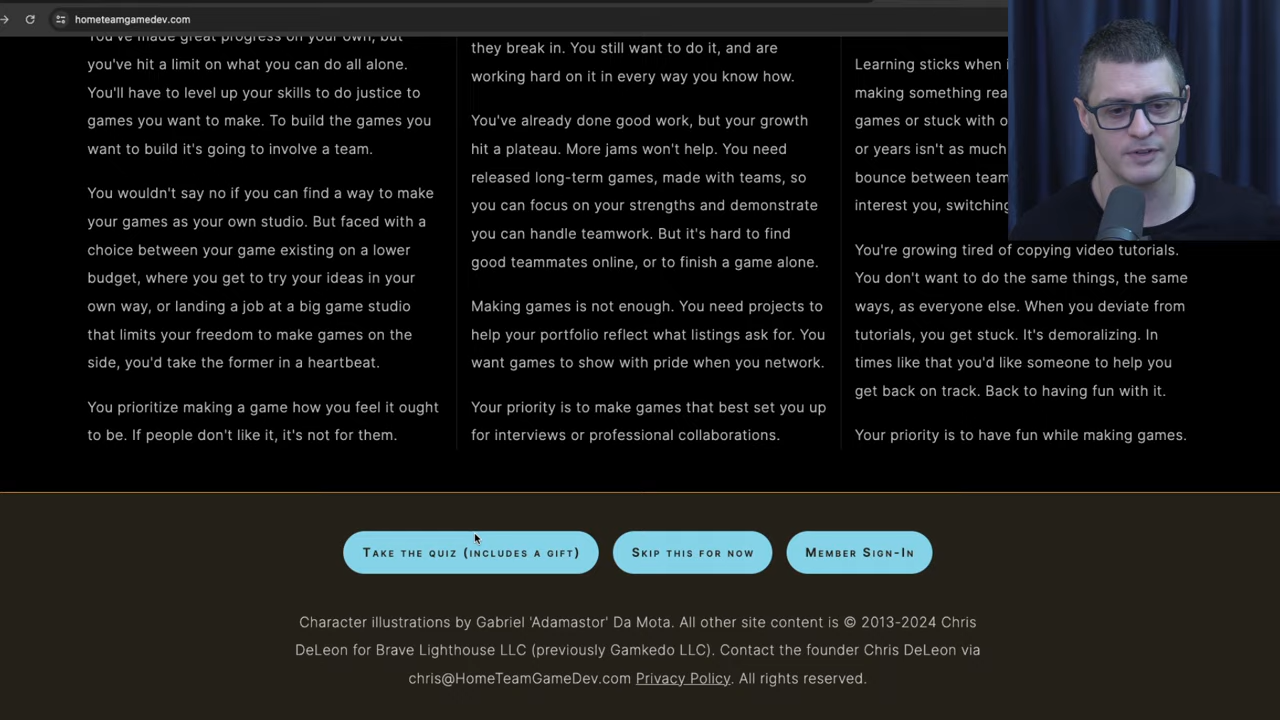 hometeamgamedev.com
You've made great progress on your own, but
you've hit a limit on what you can do all alone.
You'll have to level up your skills to do justice to
games you want to make. To build the games you
want to build it's going to involve a team.
You wouldn't say no if you can find a way to make
your games as your own studio. But faced with a
choice between your game existing on a lower
budget, where you get to try your ideas in your
own way, or landing a job at a big game studio
that limits your freedom to make games on the
side, you'd take the former in a heartbeat.
You prioritize making a game how you feel it ought
to be. If people don't like it, it's not for them.
they break in. You still want to do it, and are
working hard on it in every way you know how.
You've already done good work, but your growth
hit a plateau. More jams won't help. You need
released long-term games, made with teams, so
you can focus on your strengths and demonstrate
you can handle teamwork. But it's hard to find
good teammates online, or to finish a game alone.
Making games is not enough. You need projects to
help your portfolio reflect what listings ask for. You
want games to show with pride when you network.
Your priority is to make games that best set you up
for interviews or professional collaborations.
Learning sticks when
making something
games or stuck with
or years isn't as much
bounce between
interest you, switching
You're growing tired of copying video tutorials.
You don't want to do the same things, the same
ways, as everyone else. When you deviate from
tutorials, you get stuck. It's demoralizing. In
times like that you'd like someone to help you
get back on track. Back to having fun with it.
Your priority is to have fun while making games.
Take the quiz (includes a gift)
Skip this for now
Member Sign-In
Character illustrations by Gabriel 'Adamastor' Da Mota. All other site content is © 2013-2024 Chris
DeLeon for Brave Lighthouse LLC (previously Gamkedo LLC). Contact the founder Chris DeLeon via
chris@HomeTeamGameDev.com Privacy Policy. All rights reserved.